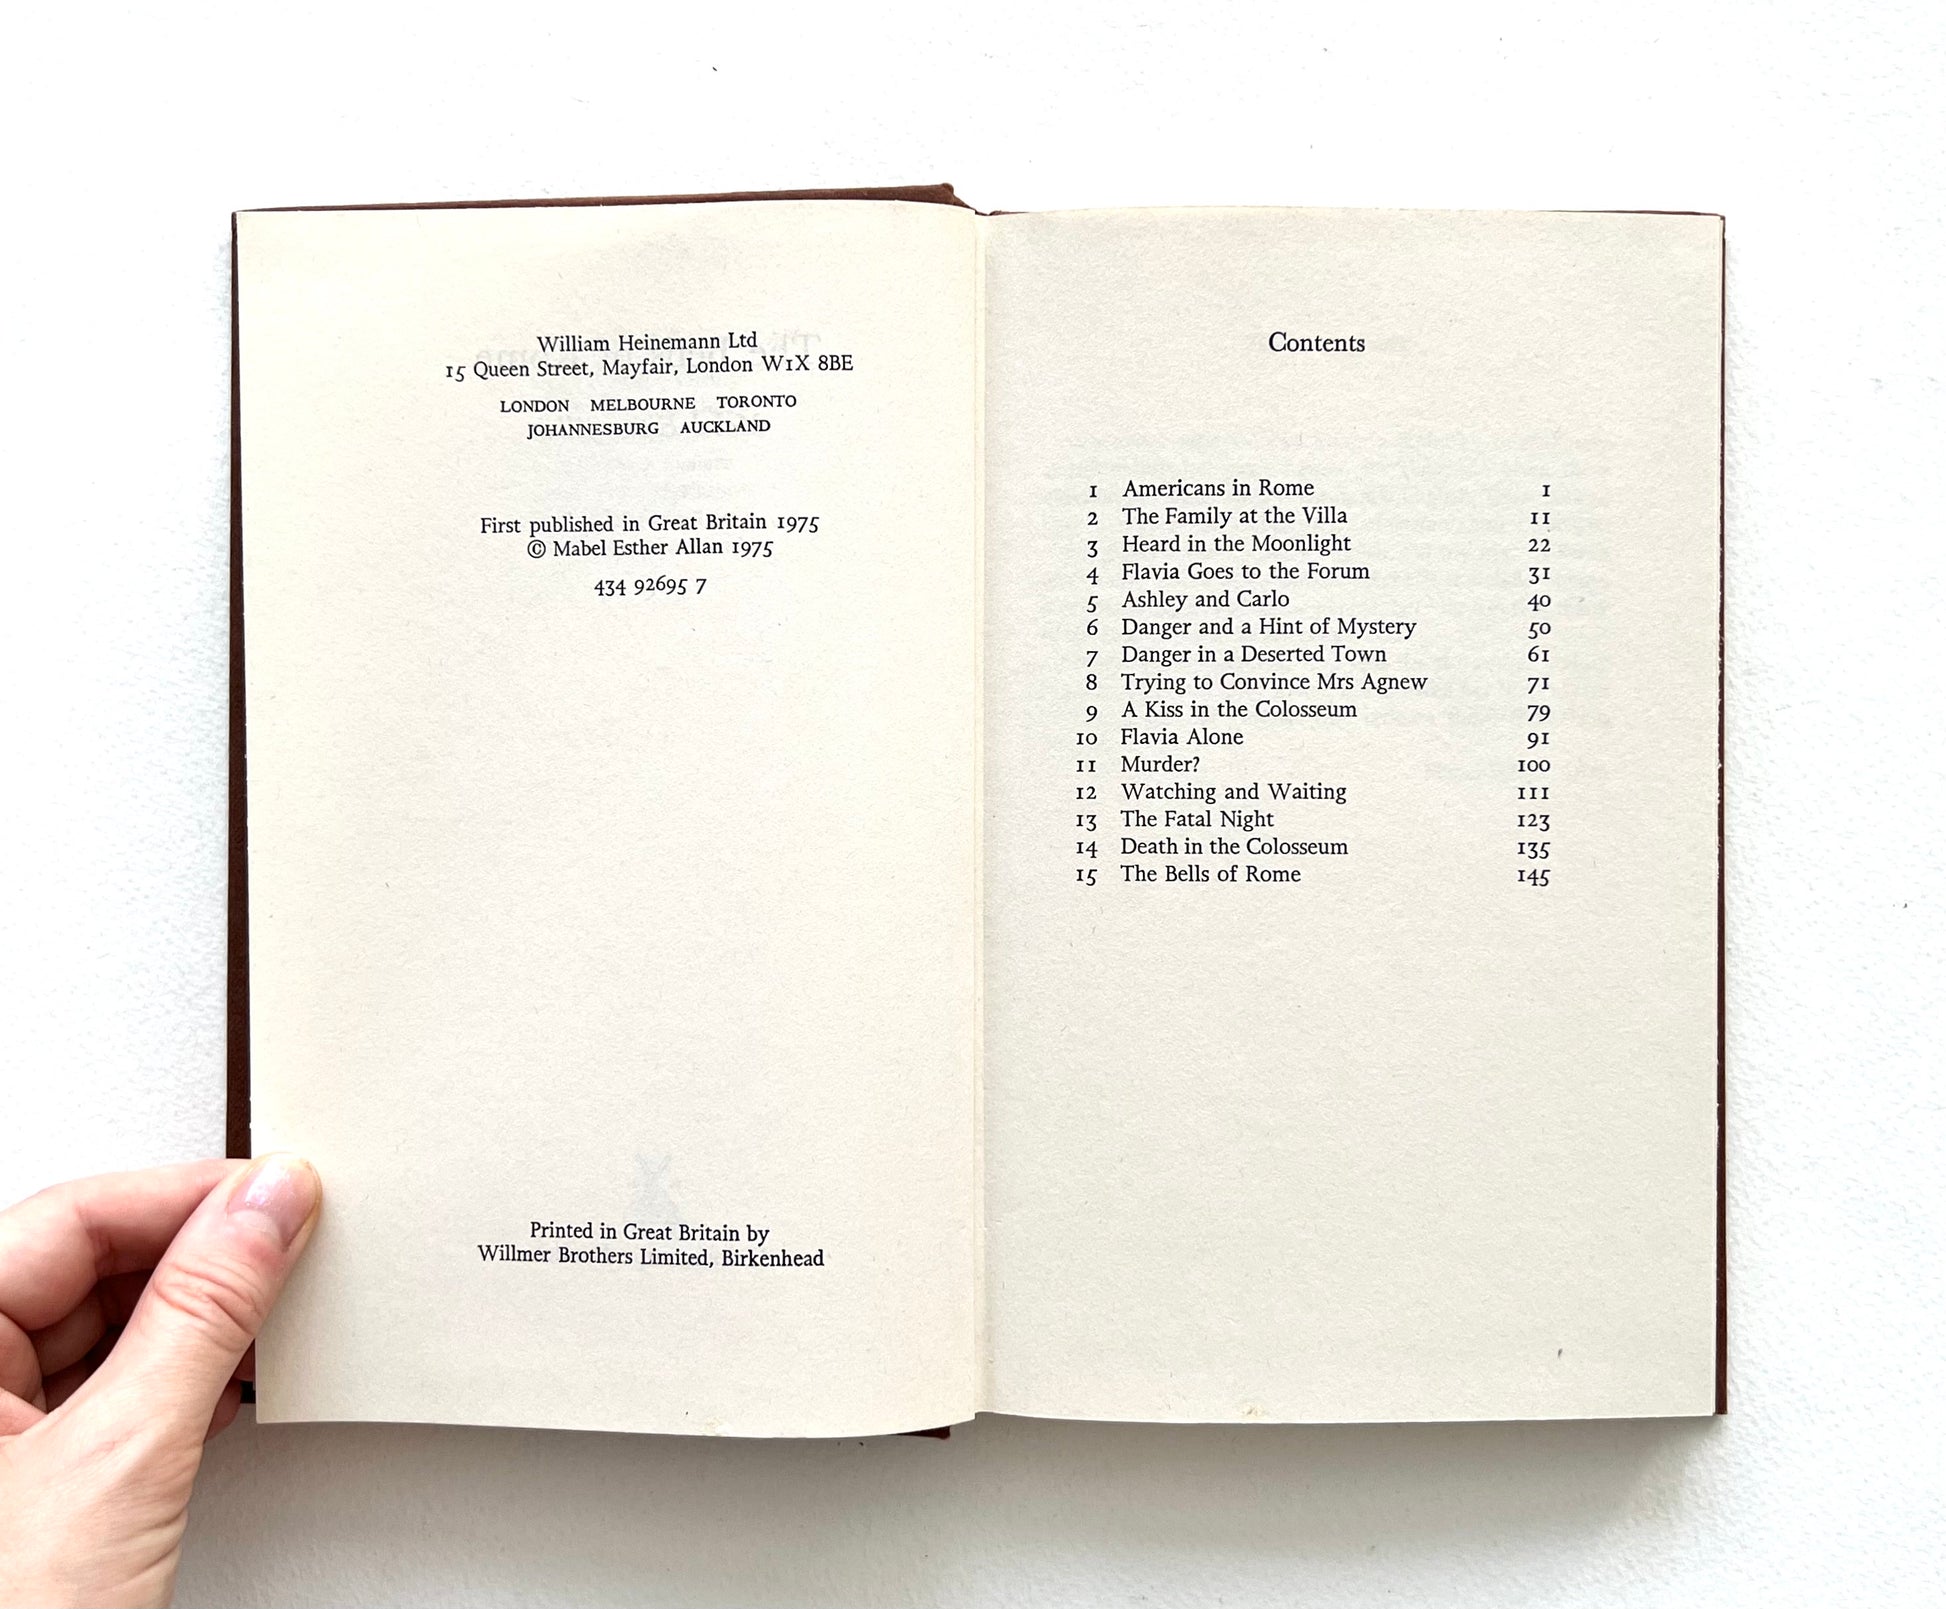 William Heinemann Ltd
15 Queen Street, Mayfair, London W1X 8BE
LONDON MELBOURNE TORONTO
JOHANNESBURG AUCKLAND
First published in Great Britain 1975
© Mabel Esther Allan 1975
434 92695 7
Printed in Great Britain by
Willmer Brothers Limited, Birkenhead
Contents
1 Americans in Rome 1
2 The Family at the Villa 11
3 Heard in the Moonlight 22
4 Flavia Goes to the Forum 31
5 Ashley and Carlo 40
6 Danger and a Hint of Mystery 50
7 Danger in a Deserted Town 61
8 Trying to Convince Mrs Agnew 71
9 A Kiss in the Colosseum 79
10 Flavia Alone 91
11 Murder? 100
12 Watching and Waiting 111
13 The Fatal Night 123
14 Death in the Colosseum 135
15 The Bells of Rome 145